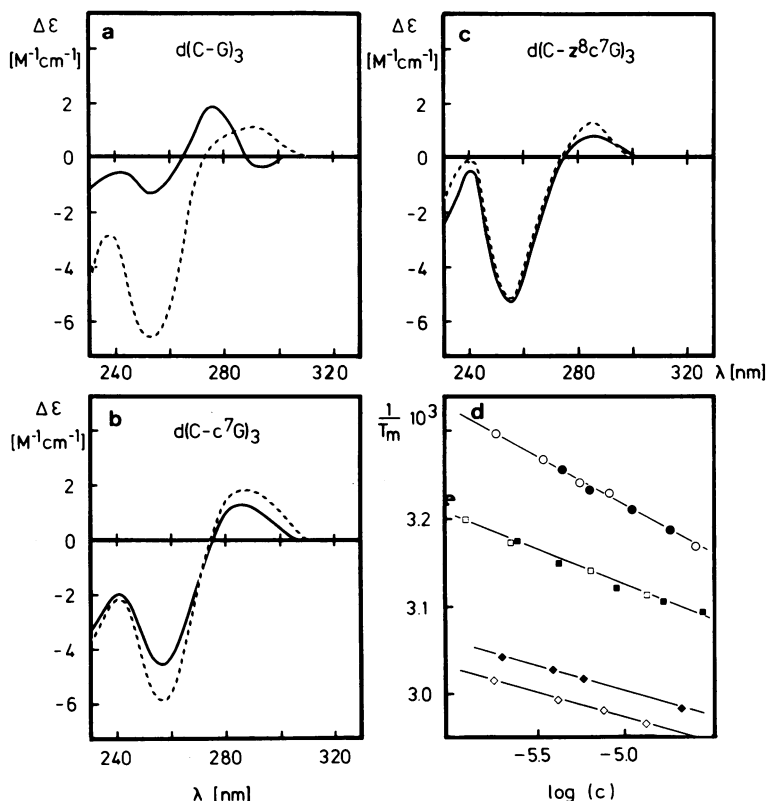 Δε
[M⁻¹cm⁻¹]
a
d(C-G)₃
2
0
-2
-4
-6
240
280
320
Δε
[M⁻¹cm⁻¹]
c
d(C-z⁸c⁷G)₃
2
0
-2
-4
-6
240
280
320
λ [nm]
Δε
[M⁻¹cm⁻¹]
b
d(C-c⁷G)₃
2
0
-2
-4
-6
240
280
320
λ [nm]
1/Tm 10³
d
3.2
3.1
3.0
-5.5
-5.0
log (c)